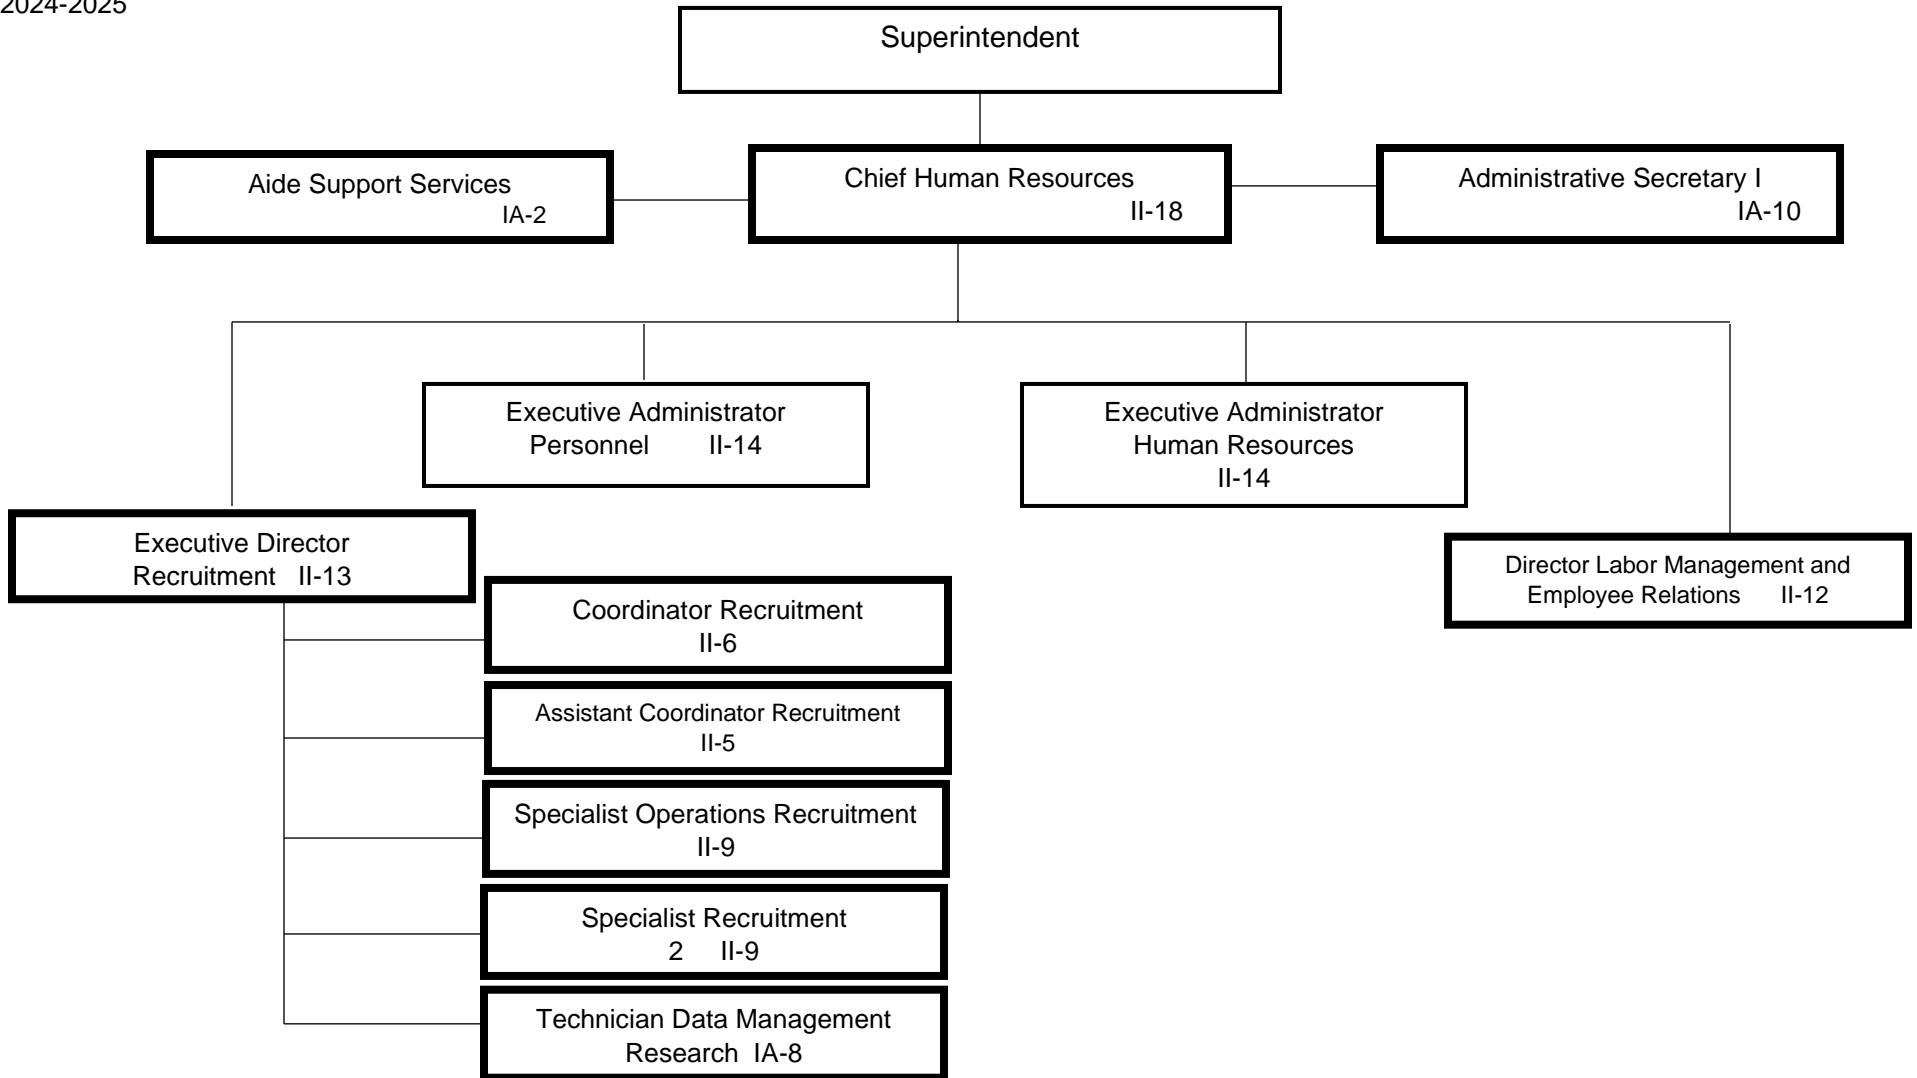 2024-2025
Superintendent
Aide Support Services
IA-2
Chief Human Resources
II-18
Administrative Secretary I
IA-10
Executive Administrator
Personnel II-14
Executive Administrator
Human Resources
II-14
Executive Director
Recruitment II-13
Director Labor Management and
Employee Relations II-12
Coordinator Recruitment
II-6
Assistant Coordinator Recruitment
II-5
Specialist Operations Recruitment
II-9
Specialist Recruitment
2 II-9
Technician Data Management
Research IA-8